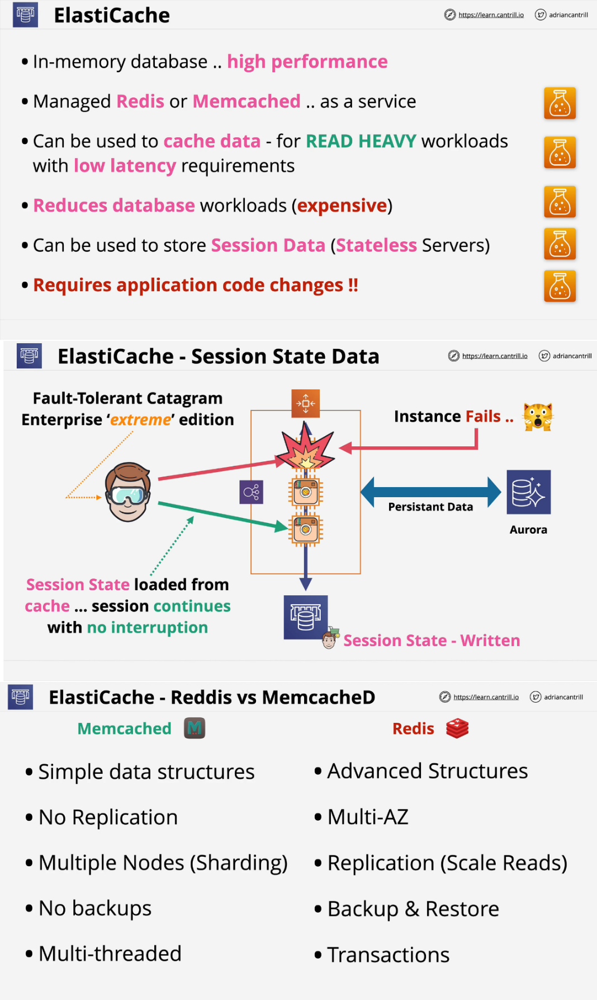 ElastiCache
https://learn.cantrill.io
adriancantrill
• In-memory database .. high performance
• Managed Redis or Memcached .. as a service
• Can be used to cache data - for READ HEAVY workloads
with low latency requirements
• Reduces database workloads (expensive)
• Can be used to store Session Data (Stateless Servers)
• Requires application code changes !!
ElastiCache - Session State Data
https://learn.cantrill.io
adriancantrill
Fault-Tolerant Catagram
Enterprise ‘extreme’ edition
Instance Fails ..
Persistant Data
Aurora
Session State loaded from
cache ... session continues
with no interruption
Session State - Written
ElastiCache - Reddis vs MemcacheD
https://learn.cantrill.io
adriancantrill
Memcached
M
Redis
• Simple data structures
• No Replication
• Multiple Nodes (Sharding)
• No backups
• Multi-threaded
• Advanced Structures
• Multi-AZ
• Replication (Scale Reads)
• Backup & Restore
• Transactions